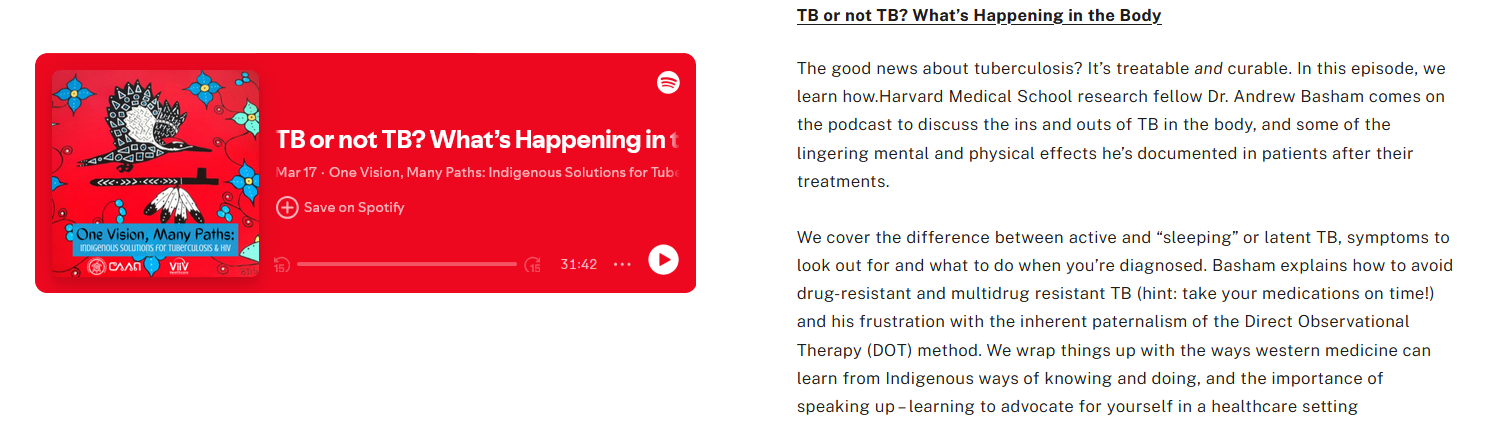 TB or not TB? What's Happening in t
Mar 17 · One Vision, Many Paths: Indigenous Solutions for Tub
Save on Spotify
15
15
31:42
One Vision, Many Paths:
Indigenous Solutions for Tuberculosis & HIV
ViiV
Healthcare
TB or not TB? What's Happening in the Body
The good news about tuberculosis? It's treatable and curable. In this episode, we
learn how.Harvard Medical School research fellow Dr. Andrew Basham comes on
the podcast to discuss the ins and outs of TB in the body, and some of the
lingering mental and physical effects he's documented in patients after their
treatments.
We cover the difference between active and “sleeping” or latent TB, symptoms to
look out for and what to do when you're diagnosed. Basham explains how to avoid
drug-resistant and multidrug resistant TB (hint: take your medications on time!)
and his frustration with the inherent paternalism of the Direct Observational
Therapy (DOT) method. We wrap things up with the ways western medicine can
learn from Indigenous ways of knowing and doing, and the importance of
speaking up – learning to advocate for yourself in a healthcare setting